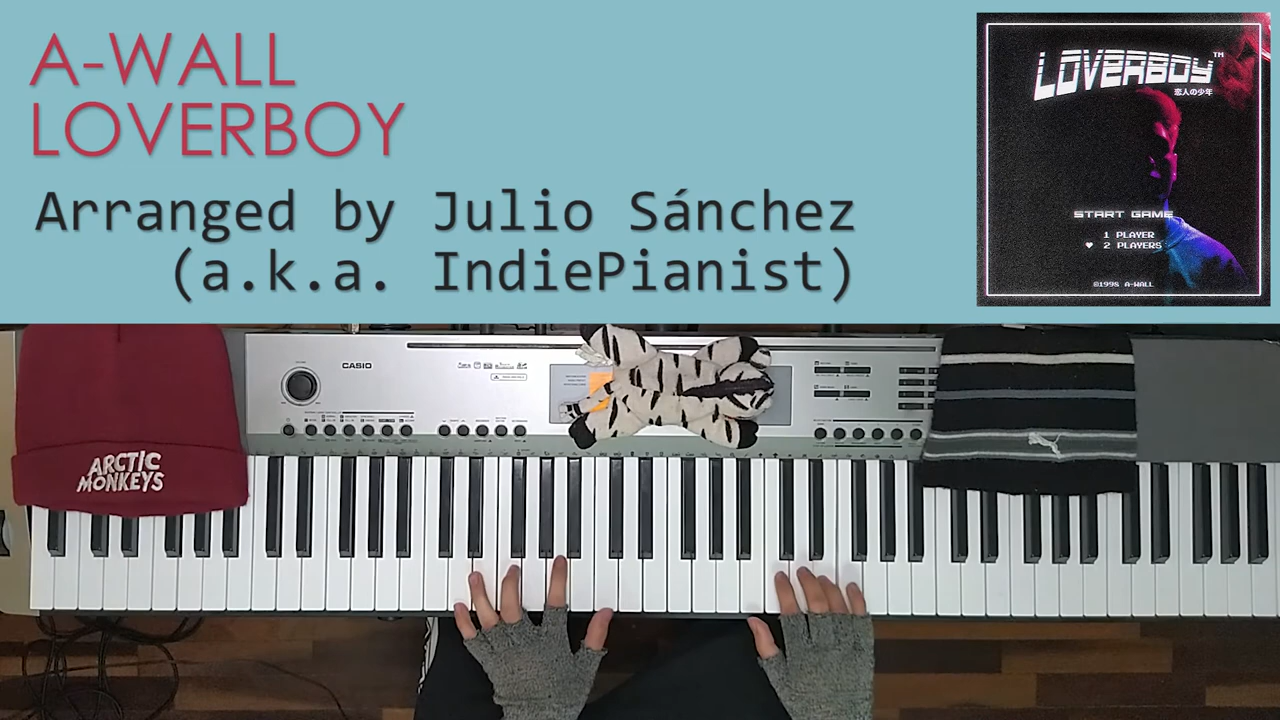 A-WALL
LOVERBOY
Arranged by Julio Sánchez
(a.k.a. IndiePianist)
LOVERBOY™
恋人の少年
START GAME
1 PLAYER
♥ 2 PLAYERS
©1998 A-WALL
CASIO
ARCTIC
MONKEYS